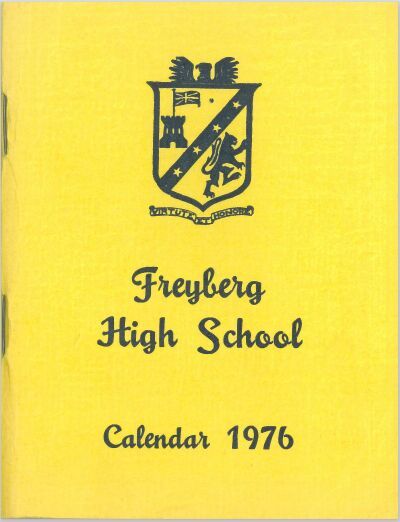 VIRTUTE ET HONORE
Freyberg
High School
Calendar 1976